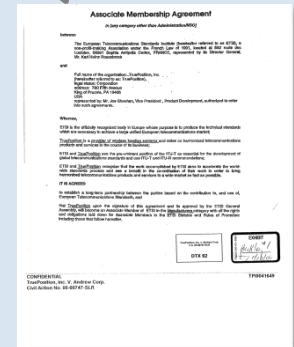 Associate Membership Agreement
[in any category other than Administration/NSO]
between
The European Telecommunications Standards Institute (hereinafter referred to as ETSI), a
non-profit-making Association under the French Law of 1901, located at 650 route des
Lucioles, 06921 Sophia Antipolis Cedex, FRANCE, represented by its Director General,
Mr. Karl Heinz Rosenbrock
and
Full name of the organisation: TruePosition, Inc.
(hereinafter referred to as: TruePosition),
legal status: Corporation
address: 780 Fifth Avenue
King of Prussia, PA 19406
USA
represented by: Mr. Joe Sheehan, Vice President, Product Development, authorized to enter
into such agreements.
Whereas,
ETSI is the officially recognized body in Europe whose purpose is to produce the technical standards
which are necessary to achieve a large unified European telecommunications market;
TruePosition is a provider of wireless location systems and relies on harmonized telecommunications
products and services in the course of its business;
ETSI and TruePosition see the pre-eminent position of the ITU-T as essential for the development of
global telecommunications standards and use ITU-T and ITU-R recommendations;
ETSI and TruePosition recognize that the work accomplished by ETSI aims to accelerate the world
wide standards process and see a benefit in the co-ordination of their work in order to bring
harmonized telecommunications products and services to a wide market as fast as possible.
IT IS AGREED
to establish a long-term partnership between the parties based on the contribution to, and use of,
European Telecommunications Standards, and
that TruePosition upon the signature of this agreement and its approval by the ETSI General
Assembly, will become an Associate Member of ETSI in the Manufacturers category with all the rights
and obligations laid down for Associate Members in the ETSI Statutes and Rules of Procedure
including those that follow hereafter.
DTX 92
EXHIBIT
CONFIDENTIAL
TruePosition, Inc. v. Andrew Corp.
Civil Action No. 05-00747-SLR
TPI0041649